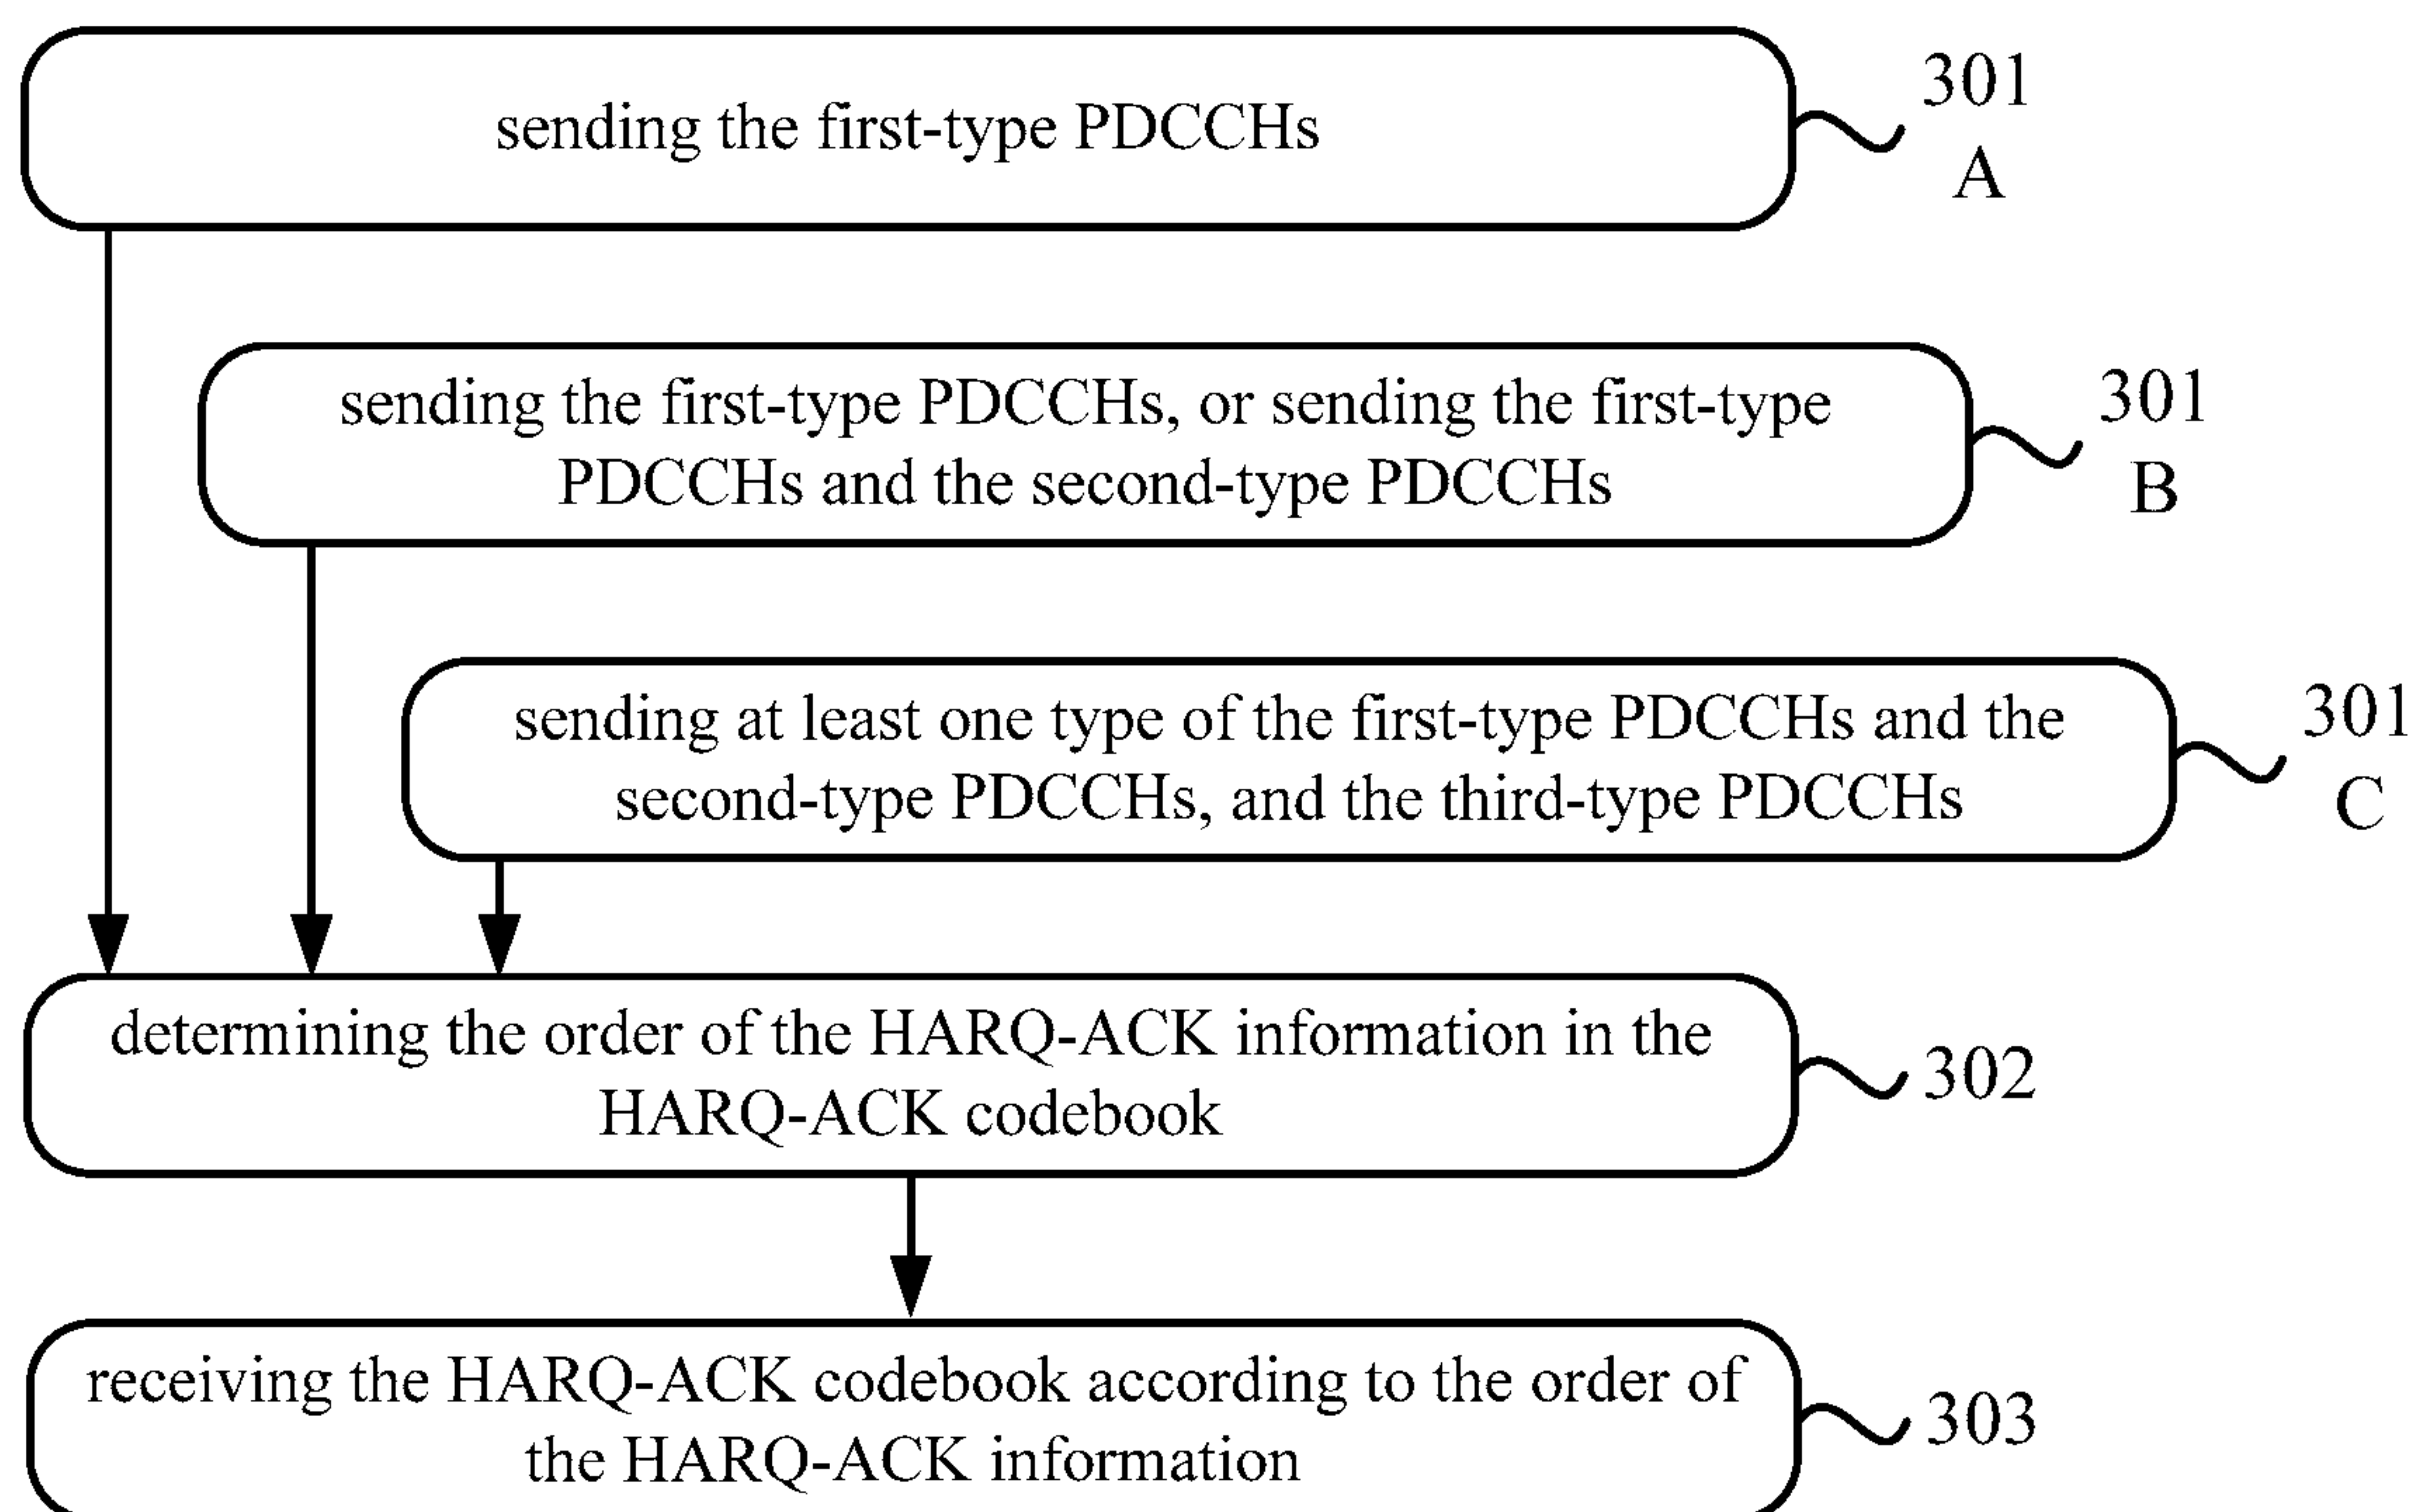 sending the first-type PDCCHs
301
A
sending the first-type PDCCHs, or sending the first-type
PDCCHs and the second-type PDCCHs
301
B
sending at least one type of the first-type PDCCHs and the
second-type PDCCHs, and the third-type PDCCHs
301
C
determining the order of the HARQ-ACK information in the
HARQ-ACK codebook
302
receiving the HARQ-ACK codebook according to the order of
the HARQ-ACK information
303